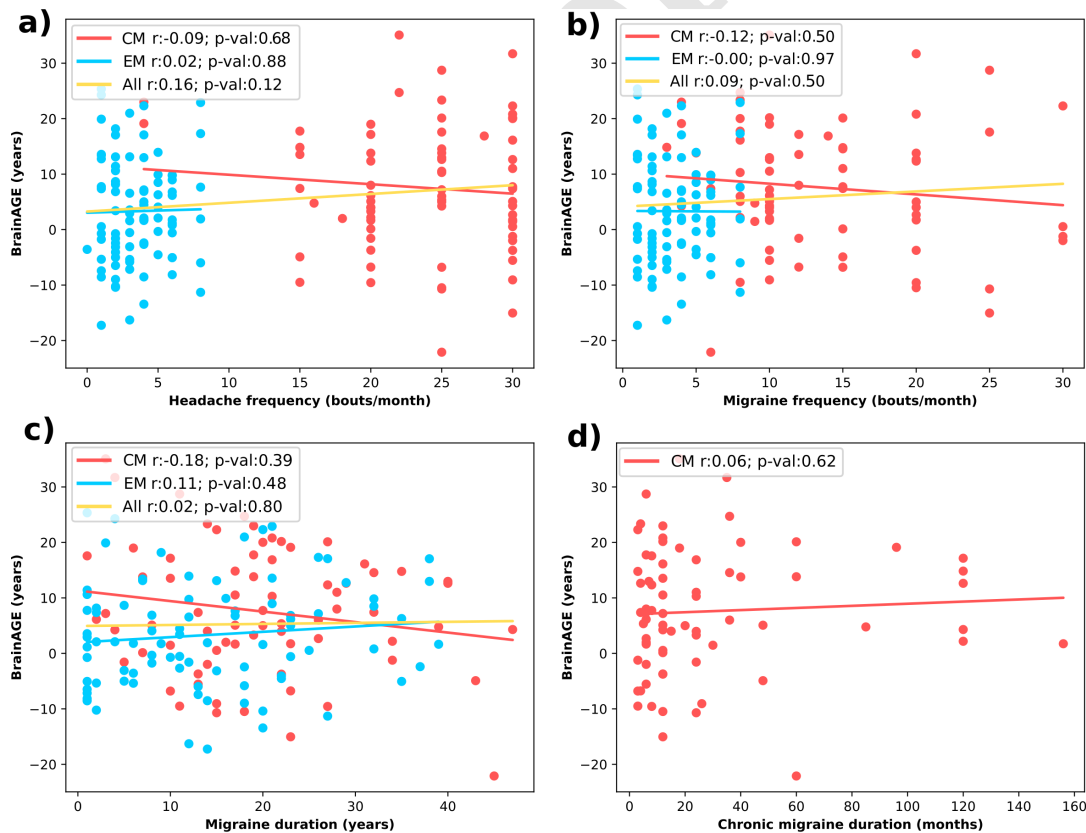 a)
CM r:-0.09; p-val:0.68
EM r:0.02; p-val:0.88
All r:0.16; p-val:0.12
BrainAGE (years)
30
20
10
0
−10
−20
0 5 10 15 20 25 30
Headache frequency (bouts/month)
b)
CM r:-0.12; p-val:0.50
EM r:-0.00; p-val:0.97
All r:0.09; p-val:0.50
BrainAGE (years)
30
20
10
0
−10
−20
0 5 10 15 20 25 30
Migraine frequency (bouts/month)
c)
CM r:-0.18; p-val:0.39
EM r:0.11; p-val:0.48
All r:0.02; p-val:0.80
BrainAGE (years)
30
20
10
0
−10
−20
0 10 20 30 40
Migraine duration (years)
d)
CM r:0.06; p-val:0.62
BrainAGE (years)
30
20
10
0
−10
−20
0 20 40 60 80 100 120 140 160
Chronic migraine duration (months)